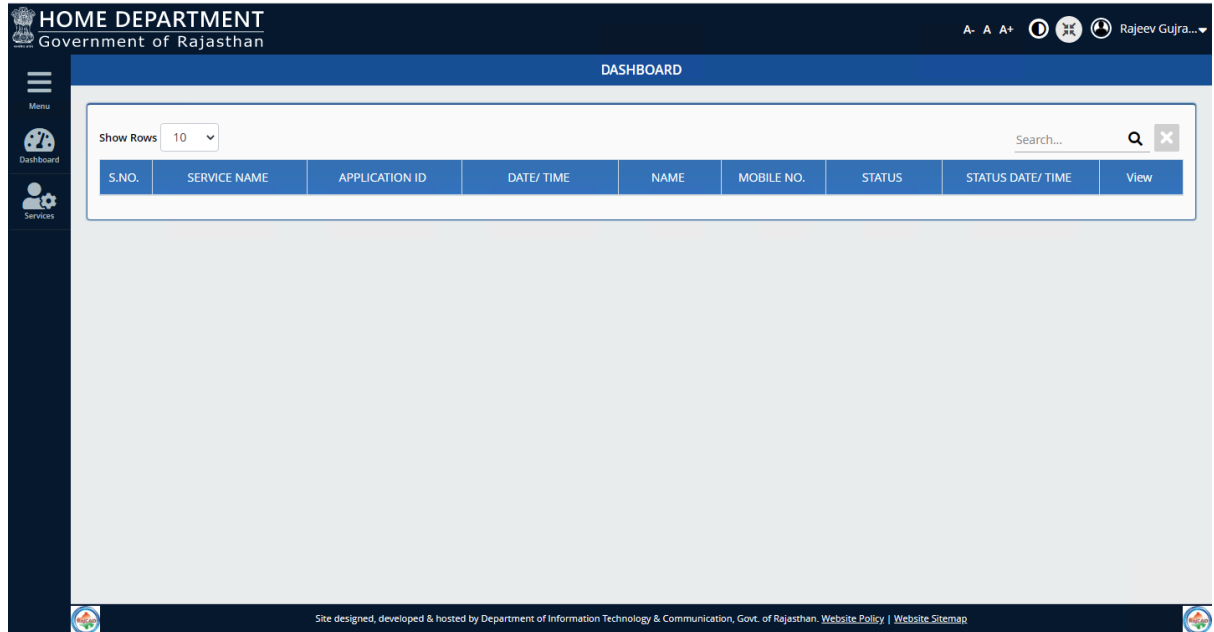 HOME DEPARTMENT
Government of Rajasthan
A- A A+
Rajeev Gujra...
DASHBOARD
Menu
Dashboard
Services
Show Rows 10
Search...
S.NO. SERVICE NAME APPLICATION ID DATE/ TIME NAME MOBILE NO. STATUS STATUS DATE/ TIME View
Site designed, developed & hosted by Department of Information Technology & Communication, Govt. of Rajasthan. Website Policy | Website Sitemap